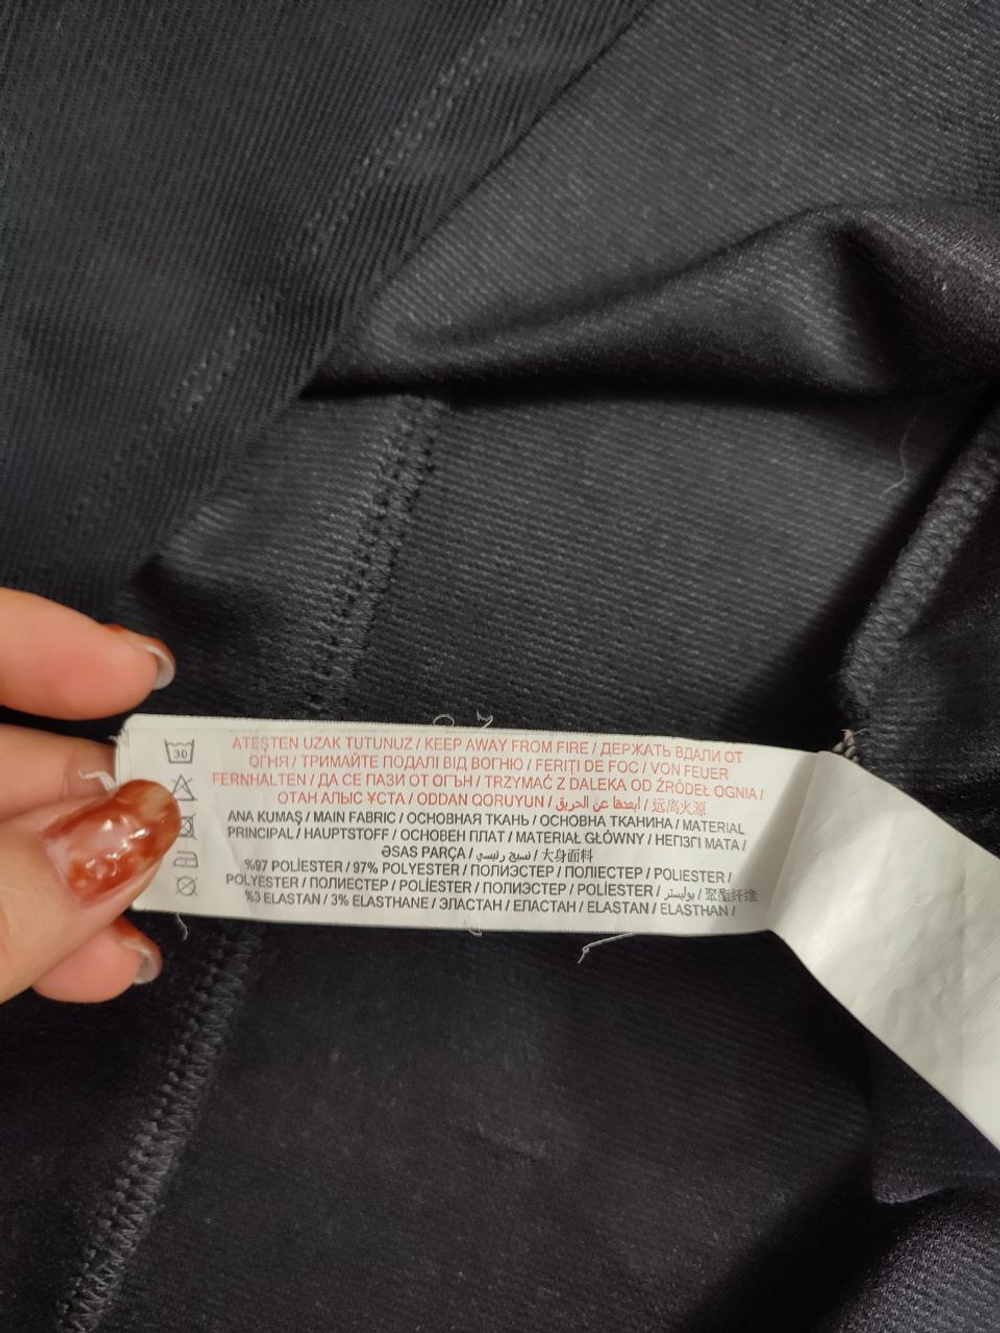 30
ATEŞTEN UZAK TUTUNUZ / KEEP AWAY FROM FIRE / ДЕРЖАТЬ ВДАЛИ ОТ
ОГНЯ / ТРИМАЙТЕ ПОДАЛІ ВІД ВОГНЮ / FERIȚI DE FOC / VON FEUER
FERNHALTEN / ДА СЕ ПАЗИ ОТ ОГЪН / TRZYMAĆ Z DALEKA OD ŹRÓDEŁ OGNIA /
ОТАН АЛЫС ҰСТА / ODDAN QORUYUN / ابعدها عن الحريق / 远离火源
ANA KUMAŞ / MAIN FABRIC / ОСНОВНАЯ ТКАНЬ / ОСНОВНА ТКАНИНА / MATERIAL
PRINCIPAL / HAUPTSTOFF / ОСНОВЕН ПЛАТ / MATERIAŁ GŁÓWNY / НЕГІЗГІ МАТА /
ƏSAS PARÇA / نسيج رئيسي / 大身面料
%97 POLİESTER / 97% POLYESTER / ПОЛИЭСТЕР / ПОЛІЕСТЕР / POLIESTER /
POLYESTER / ПОЛИЕСТЕР / POLİESTER / ПОЛИЭСТЕР / POLİESTER / بوليستر / 聚酯纤维
%3 ELASTAN / 3% ELASTHANE / ЭЛАСТАН / ЕЛАСТАН / ELASTAN / ELASTHAN /